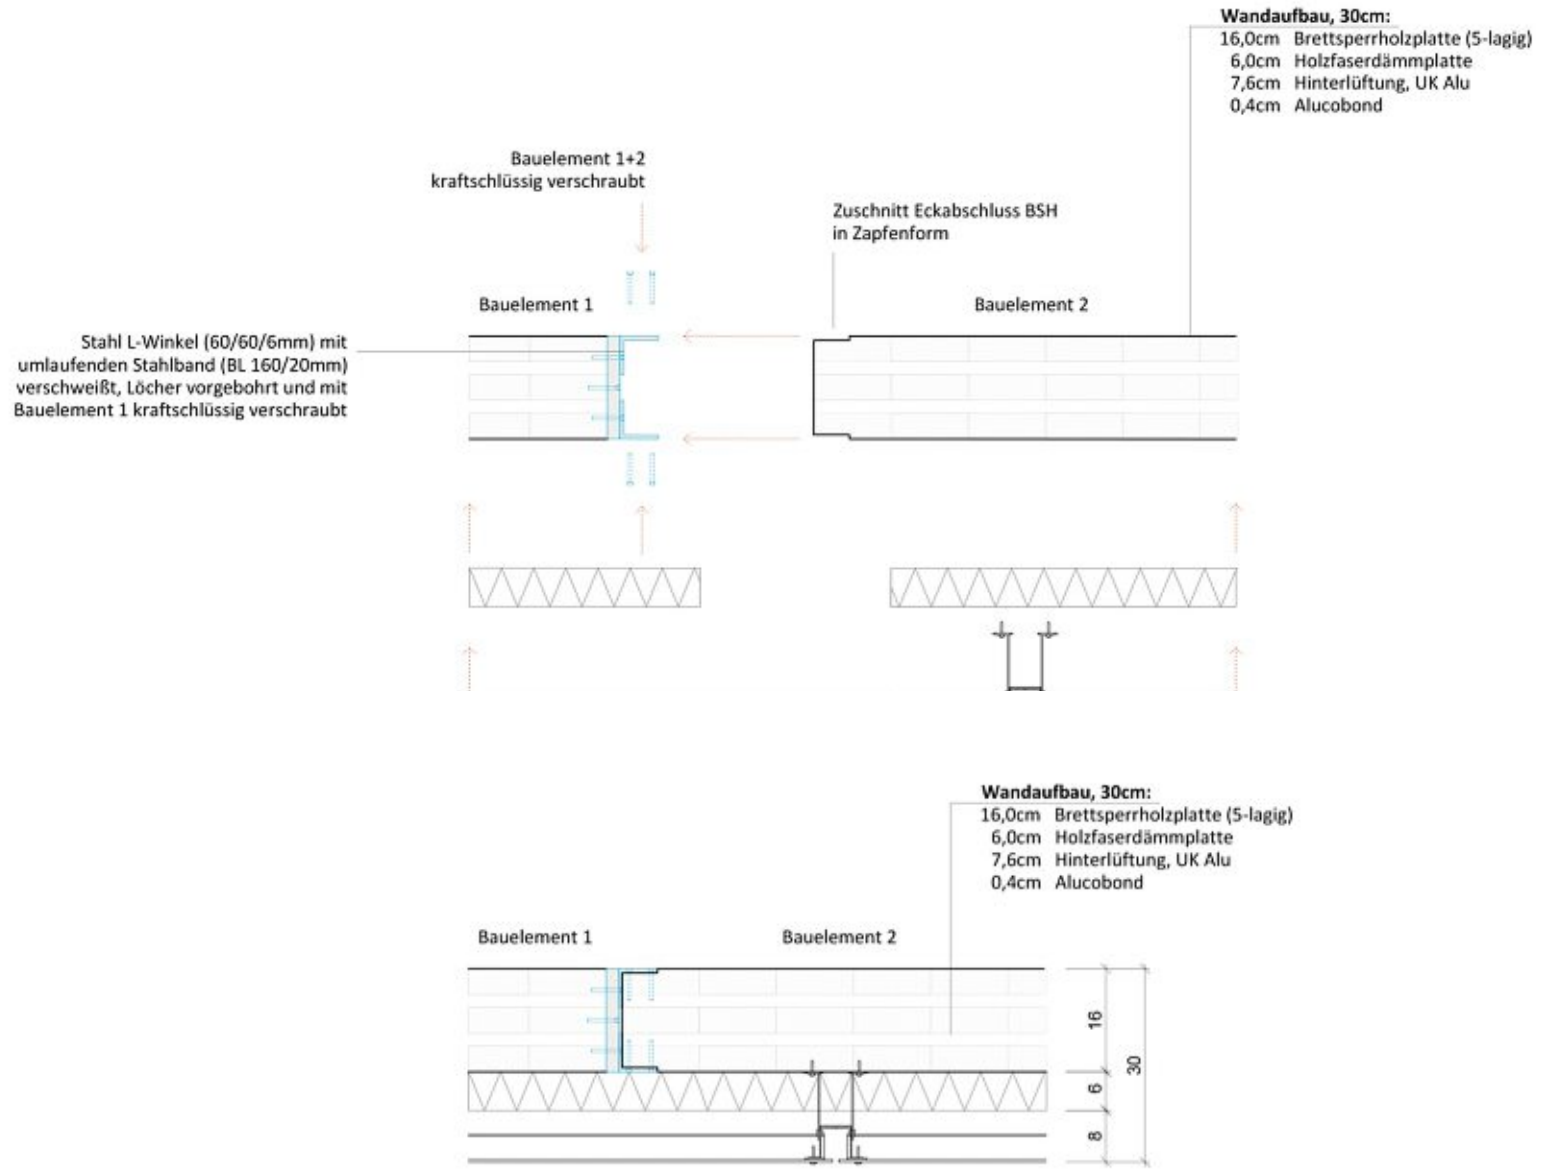 Wandaufbau, 30cm:
16,0cm Brettsperrholzplatte (5-lagig)
6,0cm Holzfaserdämmplatte
7,6cm Hinterlüftung, UK Alu
0,4cm Alucobond
Bauelement 1+2
kraftschlüssig verschraubt
Zuschnitt Eckabschluss BSH
in Zapfenform
Bauelement 1
Bauelement 2
Stahl L-Winkel (60/60/6mm) mit
umlaufenden Stahlband (BL 160/20mm)
verschweißt, Löcher vorgebohrt und mit
Bauelement 1 kraftschlüssig verschraubt
Wandaufbau, 30cm:
16,0cm Brettsperrholzplatte (5-lagig)
6,0cm Holzfaserdämmplatte
7,6cm Hinterlüftung, UK Alu
0,4cm Alucobond
Bauelement 1
Bauelement 2
16
30
6
8